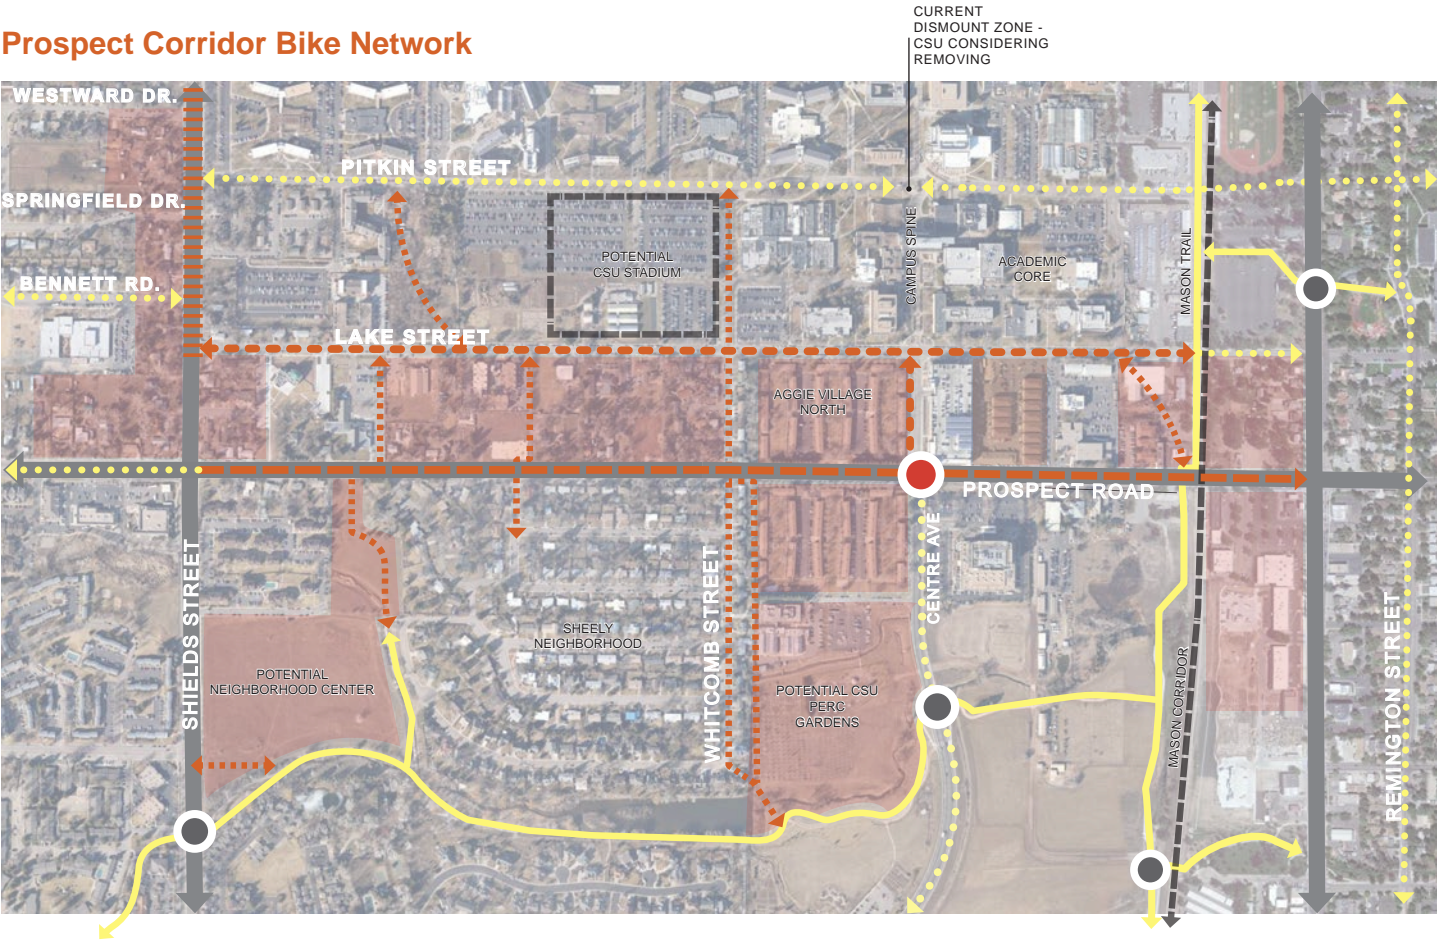 CURRENT
DISMOUNT ZONE -
CSU CONSIDERING
REMOVING
Prospect Corridor Bike Network
WESTWARD DR.
PITKIN STREET
SPRINGFIELD DR.
POTENTIAL
CSU STADIUM
CAMPUS SPINE
ACADEMIC
CORE
MASON TRAIL
BENNETT RD.
LAKE STREET
AGGIE VILLAGE
NORTH
PROSPECT ROAD
SHIELDS STREET
CENTRE AVE
WHITCOMB STREET
SHEELY
NEIGHBORHOOD
POTENTIAL
NEIGHBORHOOD CENTER
POTENTIAL CSU
PERC
GARDENS
MASON CORRIDOR
REMINGTON STREET